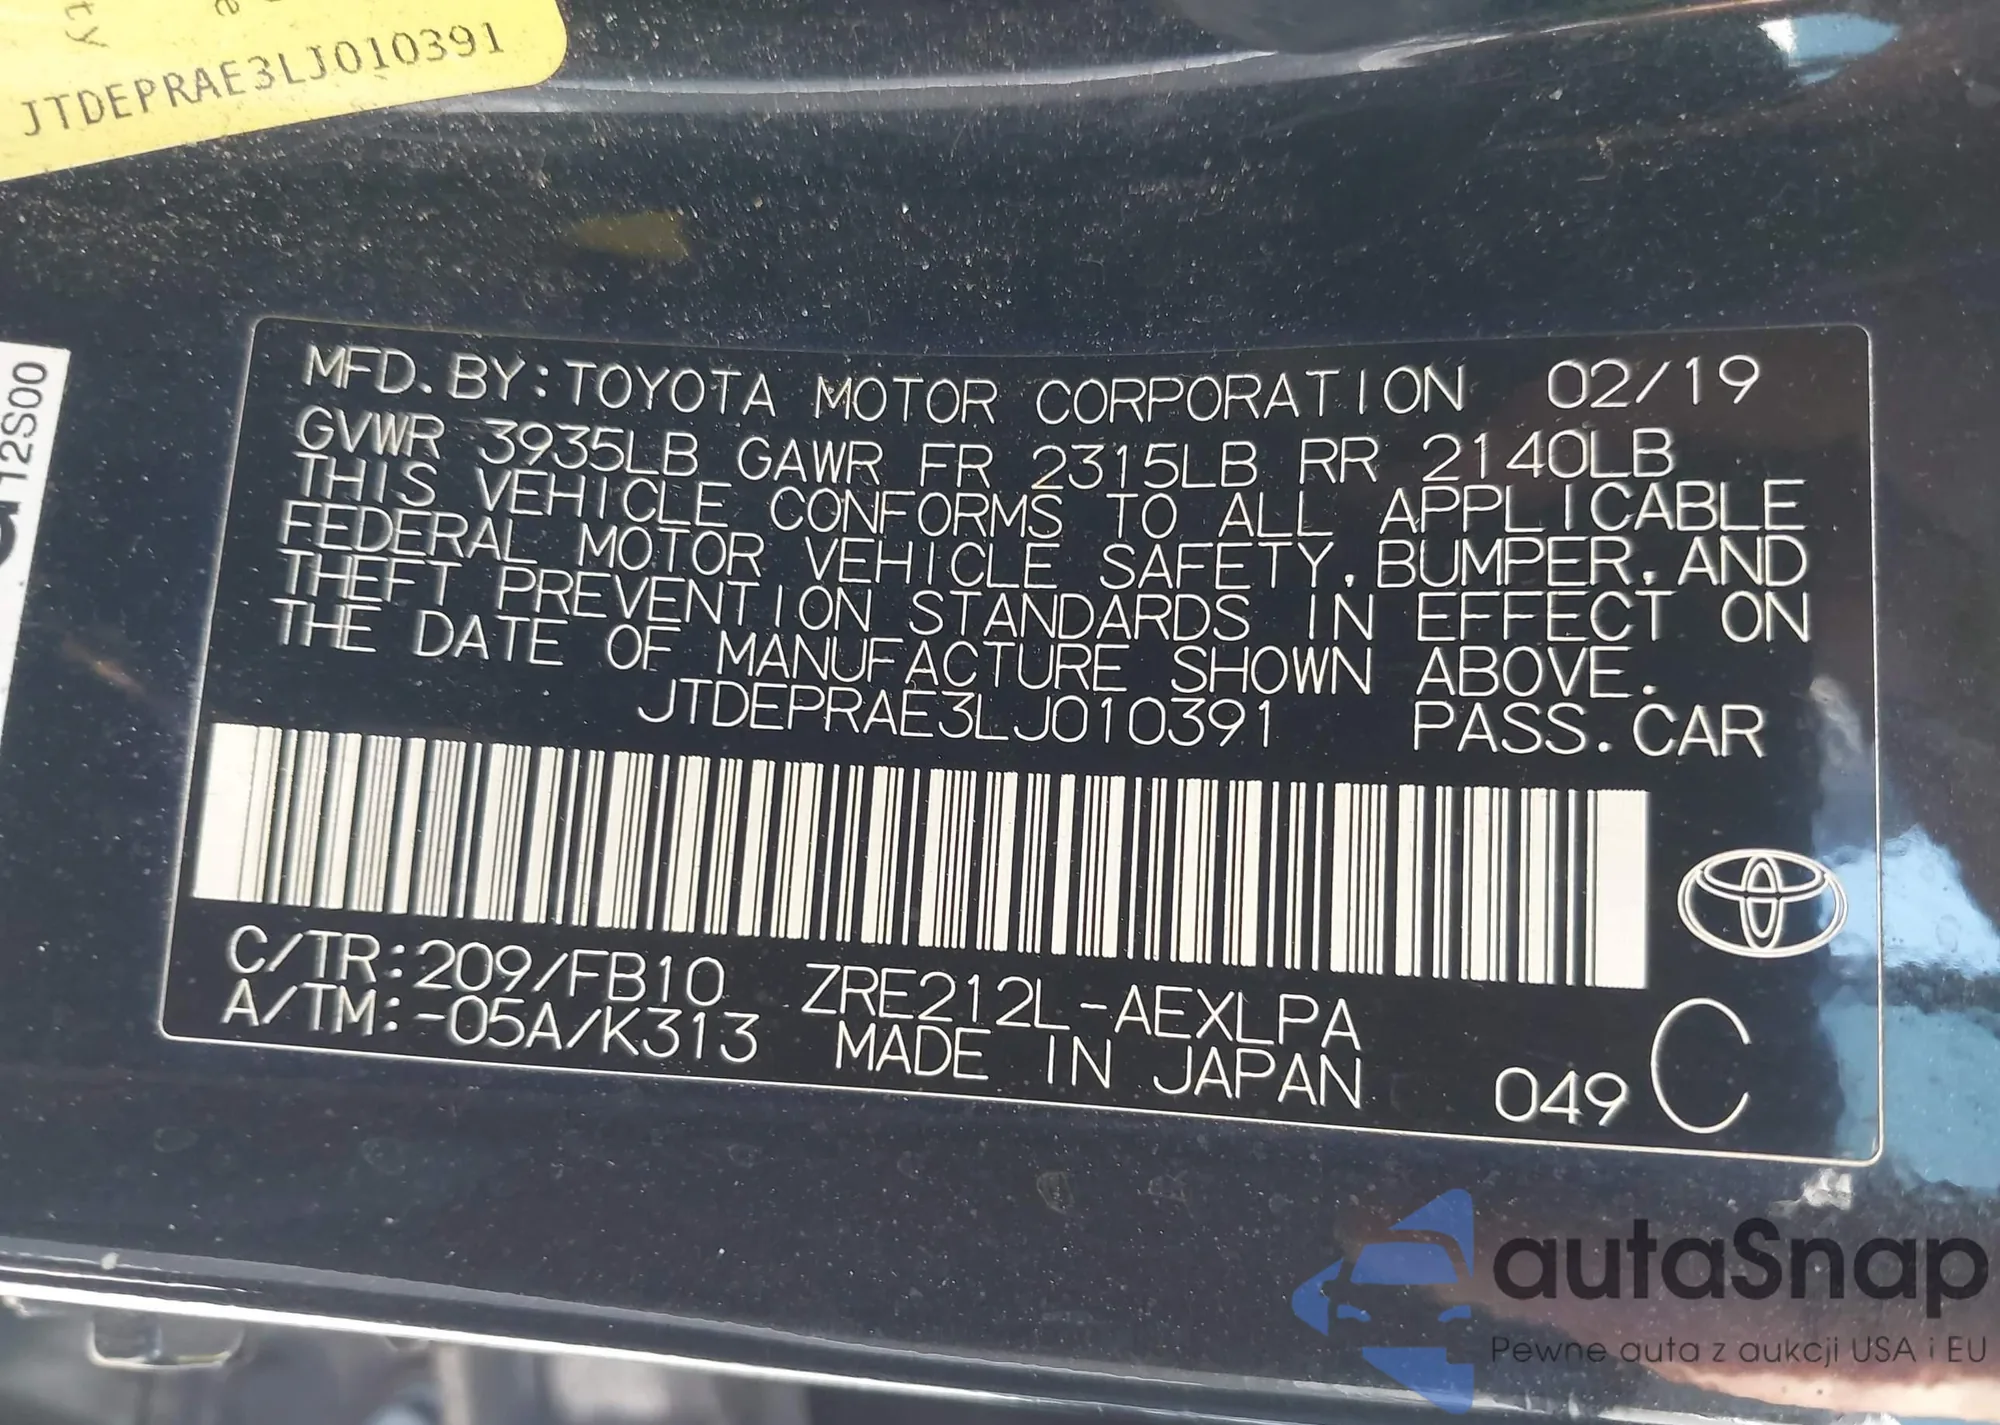 ty
e
JTDEPRAE3LJ010391
12S00
MFD. BY: TOYOTA MOTOR CORPORATION 02/19
GVWR 3935LB GAWR FR 2315LB RR 2140LB
THIS VEHICLE CONFORMS TO ALL APPLICABLE
FEDERAL MOTOR VEHICLE SAFETY, BUMPER, AND
THEFT PREVENTION STANDARDS IN EFFECT ON
THE DATE OF MANUFACTURE SHOWN ABOVE.
JTDEPRAE3LJ010391 PASS. CAR
C/TR: 209/FB10 ZRE212L-AEXLPA
A/TM: -05A/K313 MADE IN JAPAN 049 C
autaSnap
Pewne auta z aukcji USA i EU